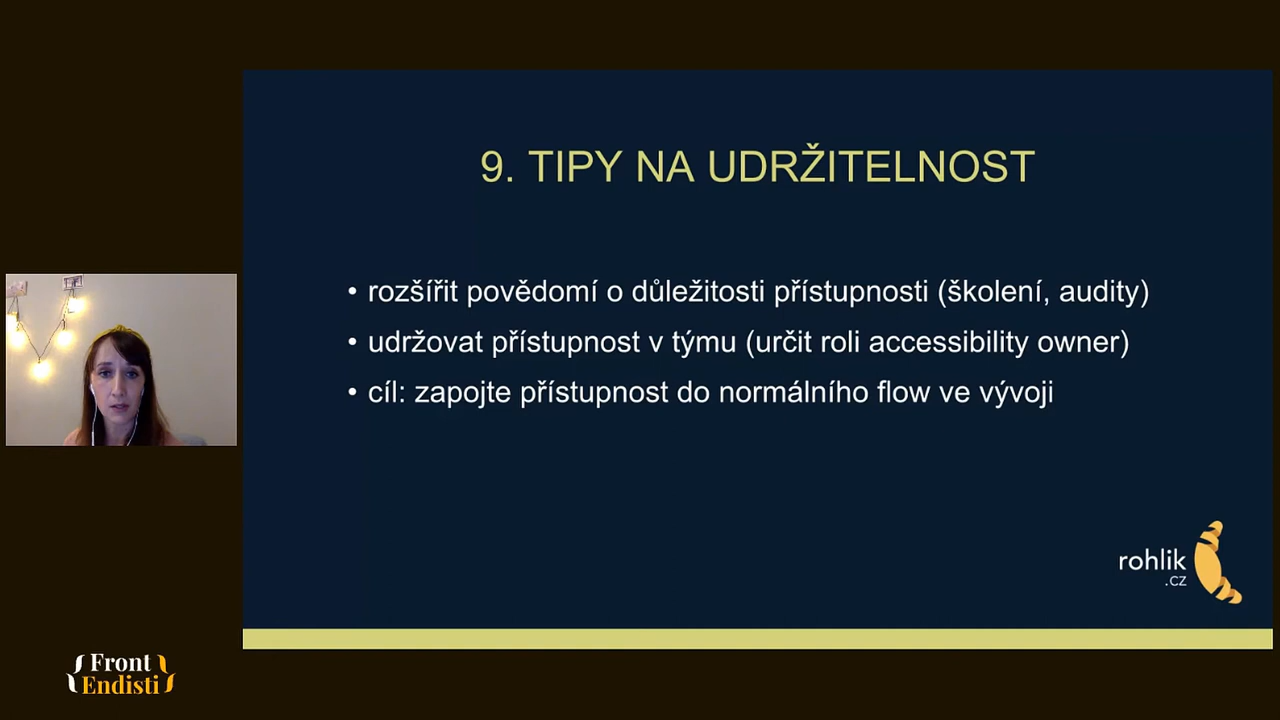 9. TIPY NA UDRŽITELNOST
• rozšířit povědomí o důležitosti přístupnosti (školení, audity)
• udržovat přístupnost v týmu (určit roli accessibility owner)
• cíl: zapojte přístupnost do normálního flow ve vývoji
rohlik
.cz
{Front
Endisti}